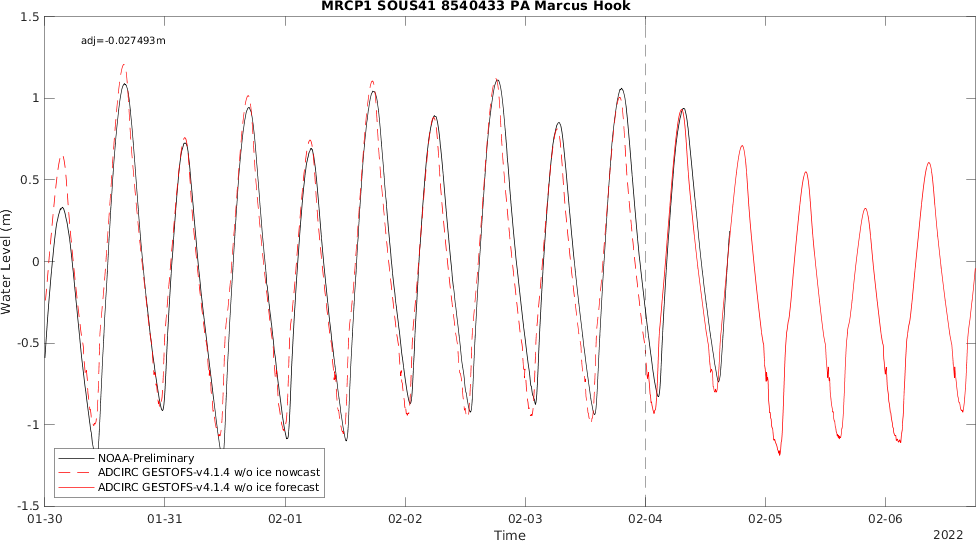 MRCP1 SOUS41 8540433 PA Marcus Hook
adj=-0.027493m
1.5
1
0.5
0
-0.5
-1
-1.5
Water Level (m)
NOAA-Preliminary
ADCIRC GESTOFS-v4.1.4 w/o ice nowcast
ADCIRC GESTOFS-v4.1.4 w/o ice forecast
01-30 01-31 02-01 02-02 02-03 02-04 02-05 02-06
Time
2022